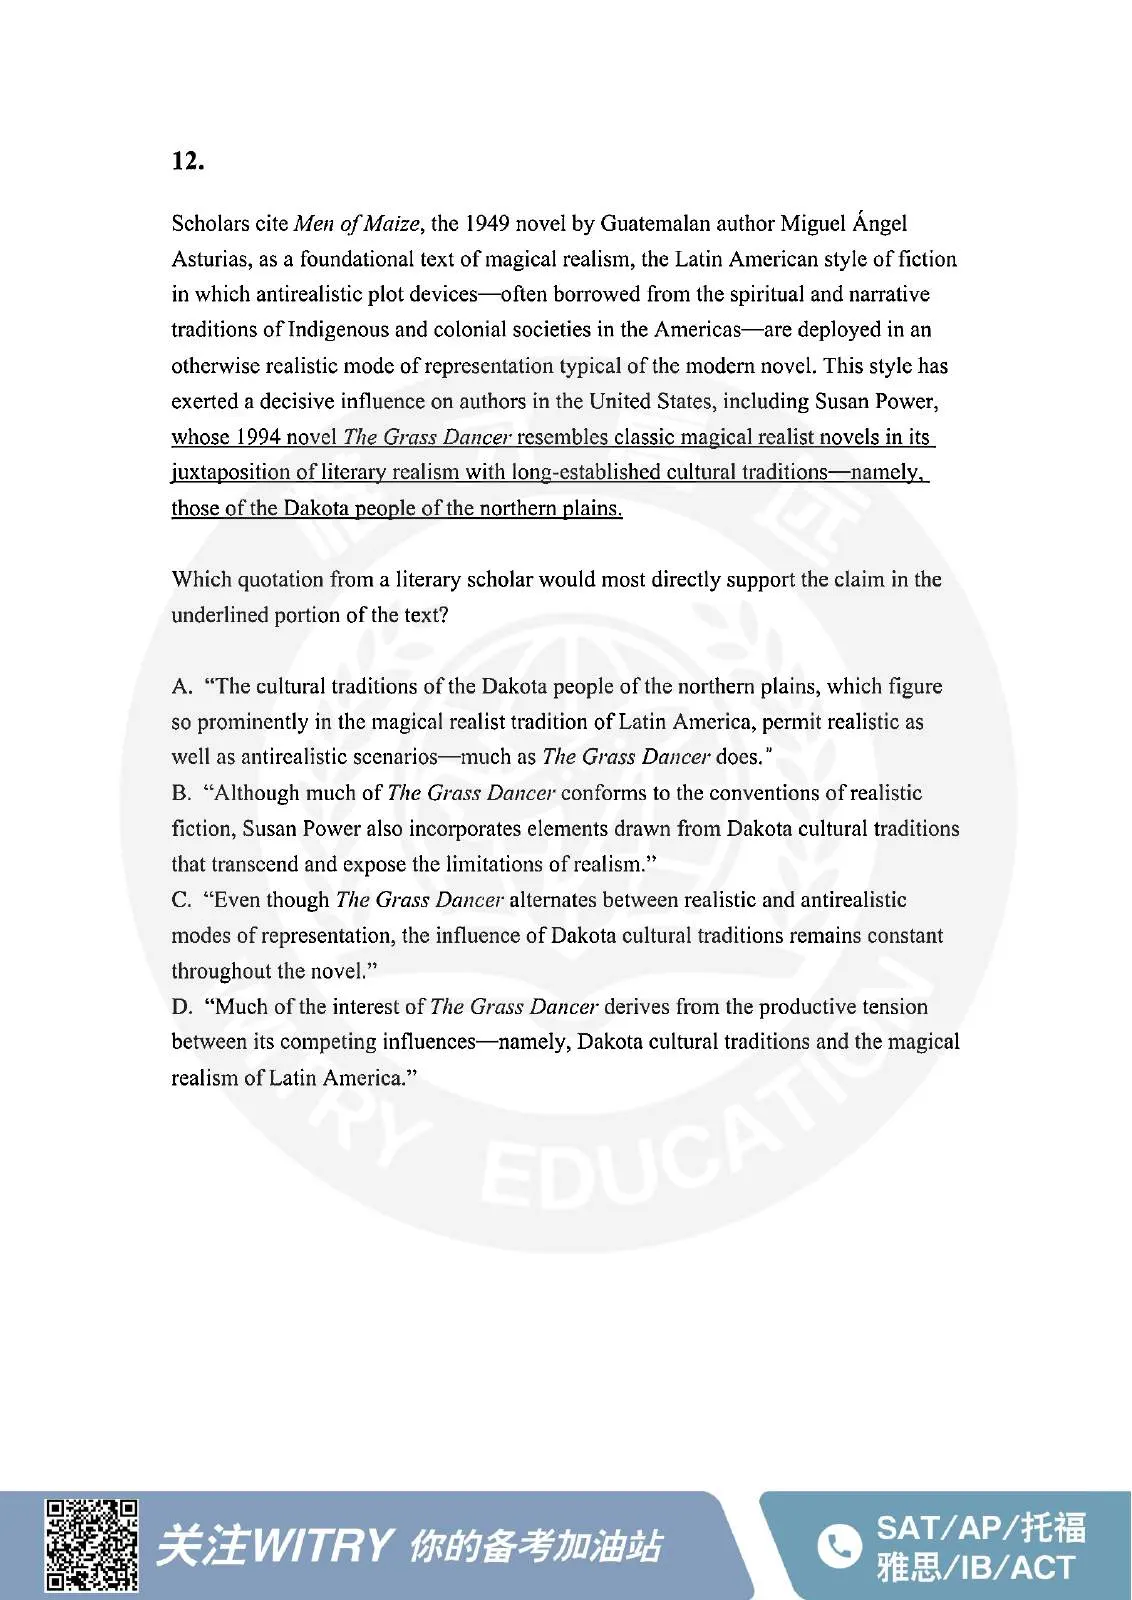 12.
Scholars cite Men of Maize, the 1949 novel by Guatemalan author Miguel Ángel
Asturias, as a foundational text of magical realism, the Latin American style of fiction
in which antirealistic plot devices—often borrowed from the spiritual and narrative
traditions of Indigenous and colonial societies in the Americas—are deployed in an
otherwise realistic mode of representation typical of the modern novel. This style has
exerted a decisive influence on authors in the United States, including Susan Power,
whose 1994 novel The Grass Dancer resembles classic magical realist novels in its
juxtaposition of literary realism with long-established cultural traditions—namely,
those of the Dakota people of the northern plains.
Which quotation from a literary scholar would most directly support the claim in the
underlined portion of the text?
A. “The cultural traditions of the Dakota people of the northern plains, which figure
so prominently in the magical realist tradition of Latin America, permit realistic as
well as antirealistic scenarios—much as The Grass Dancer does.”
B. “Although much of The Grass Dancer conforms to the conventions of realistic
fiction, Susan Power also incorporates elements drawn from Dakota cultural traditions
that transcend and expose the limitations of realism.”
C. “Even though The Grass Dancer alternates between realistic and antirealistic
modes of representation, the influence of Dakota cultural traditions remains constant
throughout the novel.”
D. “Much of the interest of The Grass Dancer derives from the productive tension
between its competing influences—namely, Dakota cultural traditions and the magical
realism of Latin America.”
WITRY EDUCATION
关注WITRY 你的备考加油站
SAT/AP/托福
雅思/IB/ACT